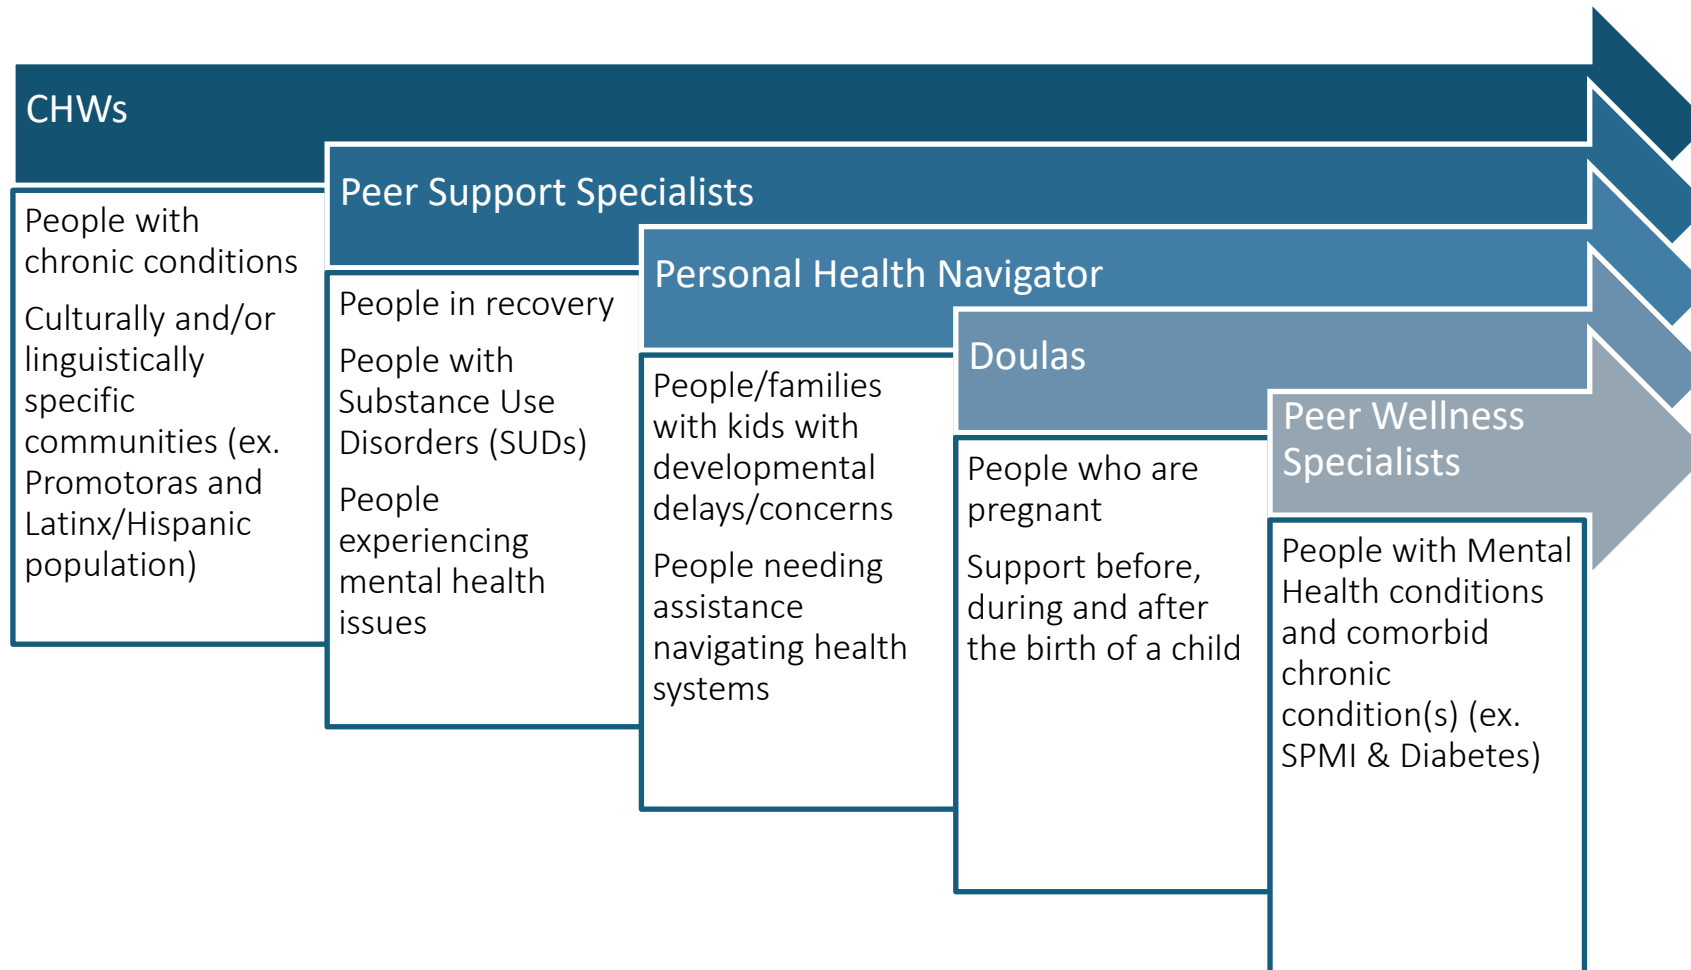 CHWs
People with
chronic conditions
Culturally and/or
linguistically
specific
communities (ex.
Promotoras and
Latinx/Hispanic
population)
Peer Support Specialists
People in recovery
People with
Substance Use
Disorders (SUDs)
People
experiencing
mental health
issues
Personal Health Navigator
People/families
with kids with
developmental
delays/concerns
People needing
assistance
navigating health
systems
Doulas
People who are
pregnant
Support before,
during and after
the birth of a child
Peer Wellness
Specialists
People with Mental
Health conditions
and comorbid
chronic
condition(s) (ex.
SPMI & Diabetes)